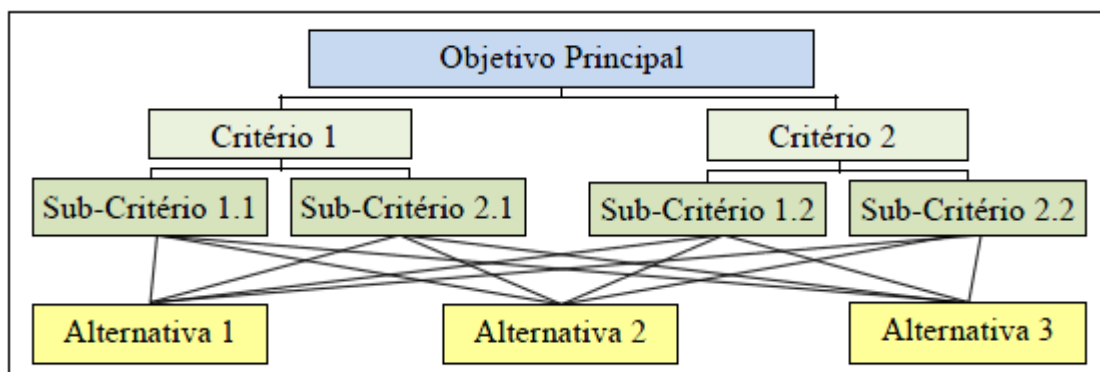 Objetivo Principal
Critério 1
Critério 2
Sub-Critério 1.1
Sub-Critério 2.1
Sub-Critério 1.2
Sub-Critério 2.2
Alternativa 1
Alternativa 2
Alternativa 3